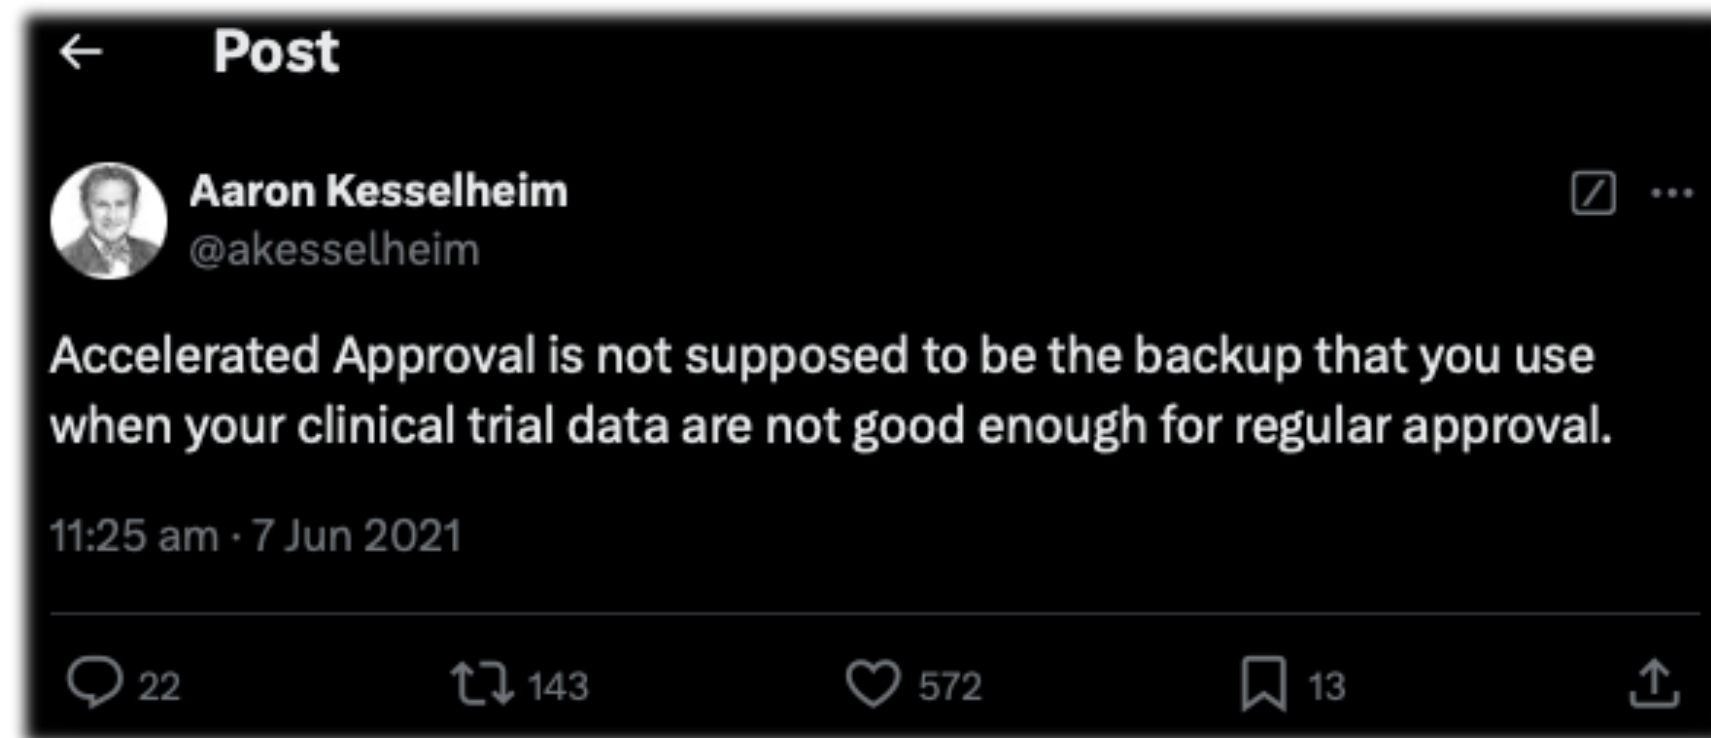 Post
Aaron Kesselheim
@akesselheim
Accelerated Approval is not supposed to be the backup that you use
when your clinical trial data are not good enough for regular approval.
11:25 am · 7 Jun 2021
22 143 572 13